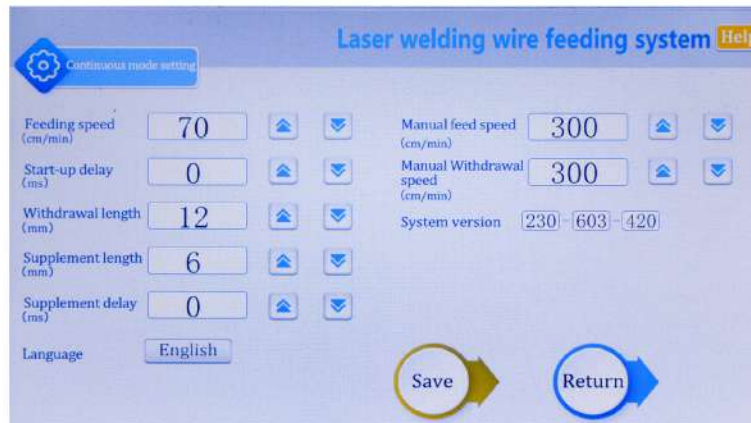 Laser welding wire feeding system Help
Continuous mode setting
Feeding speed
(cm/min)
70
Start-up delay
(ms)
0
Withdrawal length
(mm)
12
Supplement length
(mm)
6
Supplement delay
(ms)
0
Language
English
Manual feed speed
(cm/min)
300
Manual Withdrawal
speed
(cm/min)
300
System version 230-603-420
Save
Return